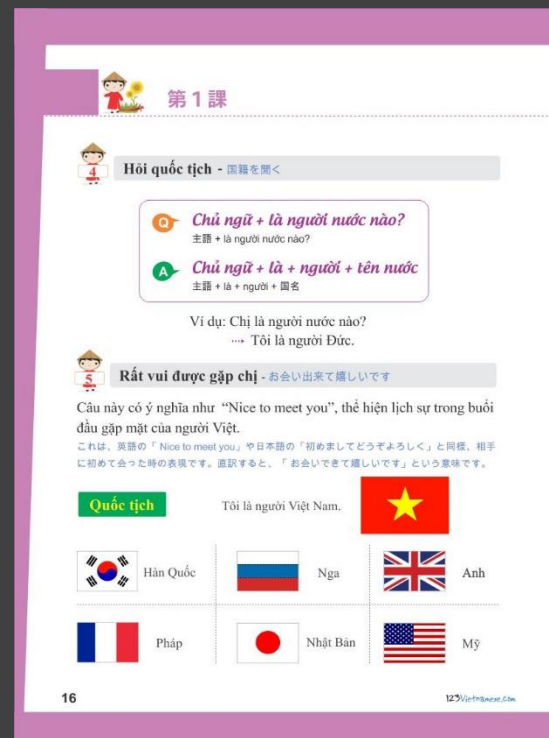 第1課
4
Hỏi quốc tịch - 国籍を聞く
Q
Chủ ngữ + là người nước nào?
主語 + là người nước nào?
A
Chủ ngữ + là + người + tên nước
主語 + là + người + 国名
Ví dụ: Chị là người nước nào?
Tôi là người Đức.
5
Rất vui được gặp chị - お会い出来て嬉しいです
Câu này có ý nghĩa như “Nice to meet you”, thể hiện lịch sự trong buổi
đầu gặp mặt của người Việt.
これは、英語の「 Nice to meet you」や日本語の「初めましてどうぞよろしく」と同様、相手
に初めて会った時の表現です。直訳すると、「 お会いできて嬉しいです」という意味です。
Quốc tịch
Tôi là người Việt Nam.
Hàn Quốc
Nga
Anh
Pháp
Nhật Bản
Mỹ
16
123Vietnamese.com